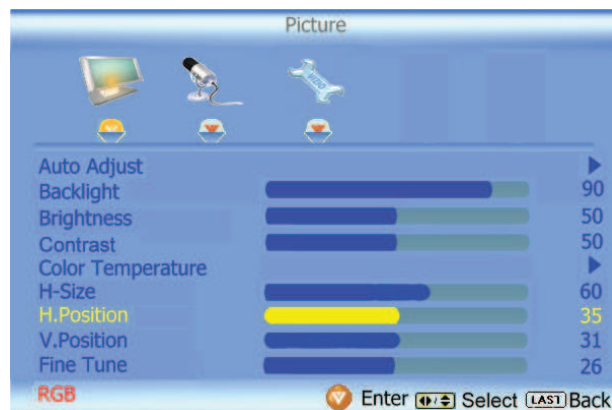 Picture
Auto Adjust
Backlight 90
Brightness 50
Contrast 50
Color Temperature
H-Size 60
H.Position 35
V.Position 31
Fine Tune 26
RGB Enter Select LAST Back